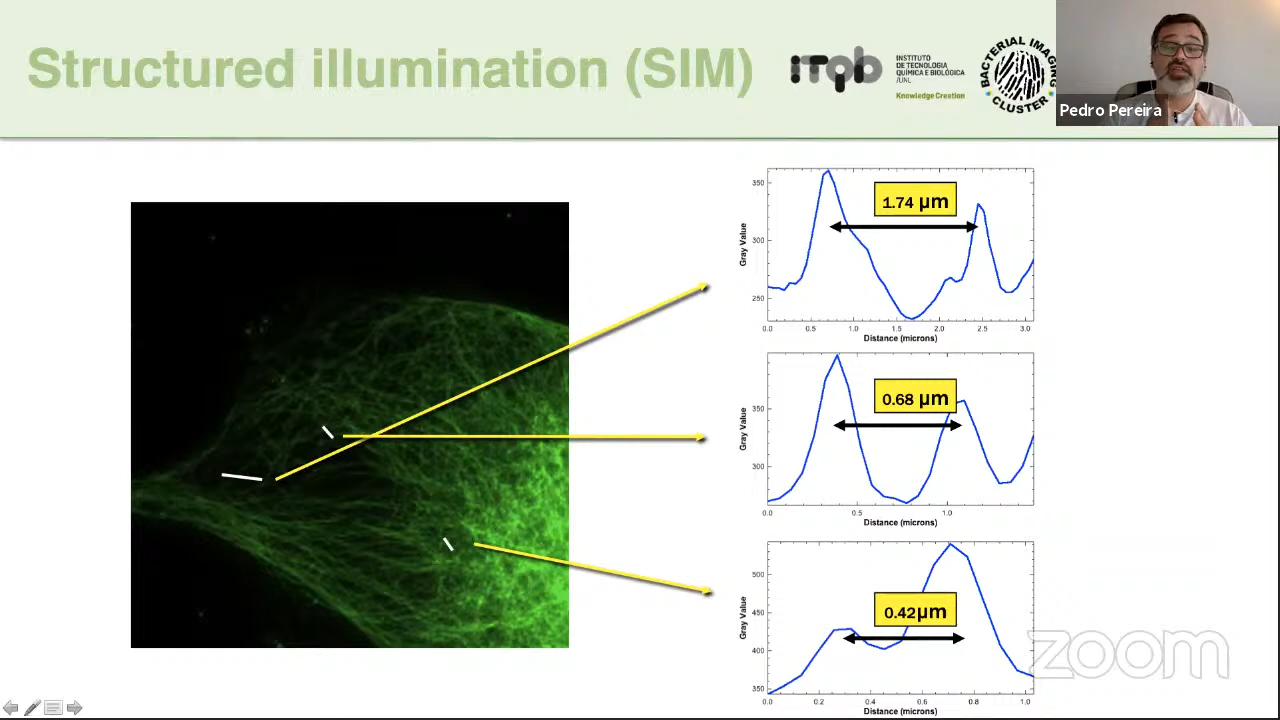 Structured illumination (SIM)
iTqb
INSTITUTO
DE TECNOLOGIA
QUÍMICA E BIOLÓGICA
/UNL
Knowledge Creation
BACTERIAL IMAGING
CLUSTER
Pedro Pereira
1.74 µm
Gray Value
350
300
250
0.0 0.5 1.0 1.5 2.0 2.5 3.0
Distance (microns)
0.68 µm
Gray Value
350
300
0.0 0.5 1.0
Distance (microns)
0.42µm
Gray Value
500
450
400
350
0.0 0.2 0.4 0.6 0.8 1.0
Distance (microns)
zoom